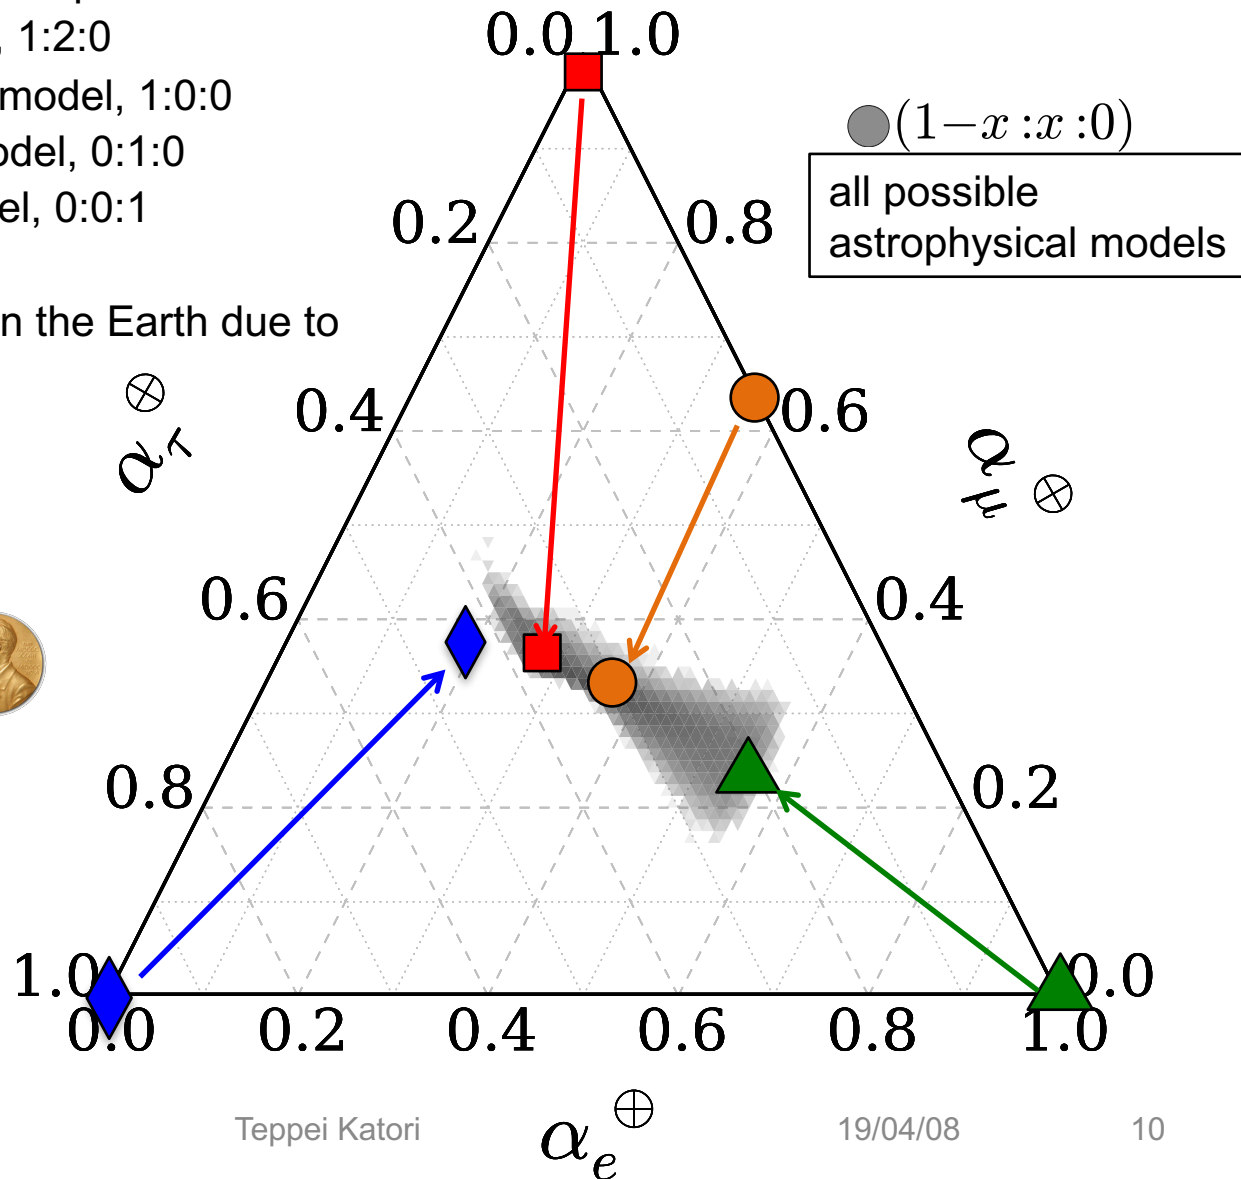 , 1:2:0
model, 1:0:0
odel, 0:1:0
el, 0:0:1
n the Earth due to
(1−x :x :0)
all possible
astrophysical models
0.0 1.0
0.2 0.8
0.4 0.6
0.6 0.4
0.8 0.2
1.0 0.0
0.0 0.2 0.4 0.6 0.8 1.0
α_τ^⊕
α_μ^⊕
α_e^⊕
Teppei Katori 19/04/08 10